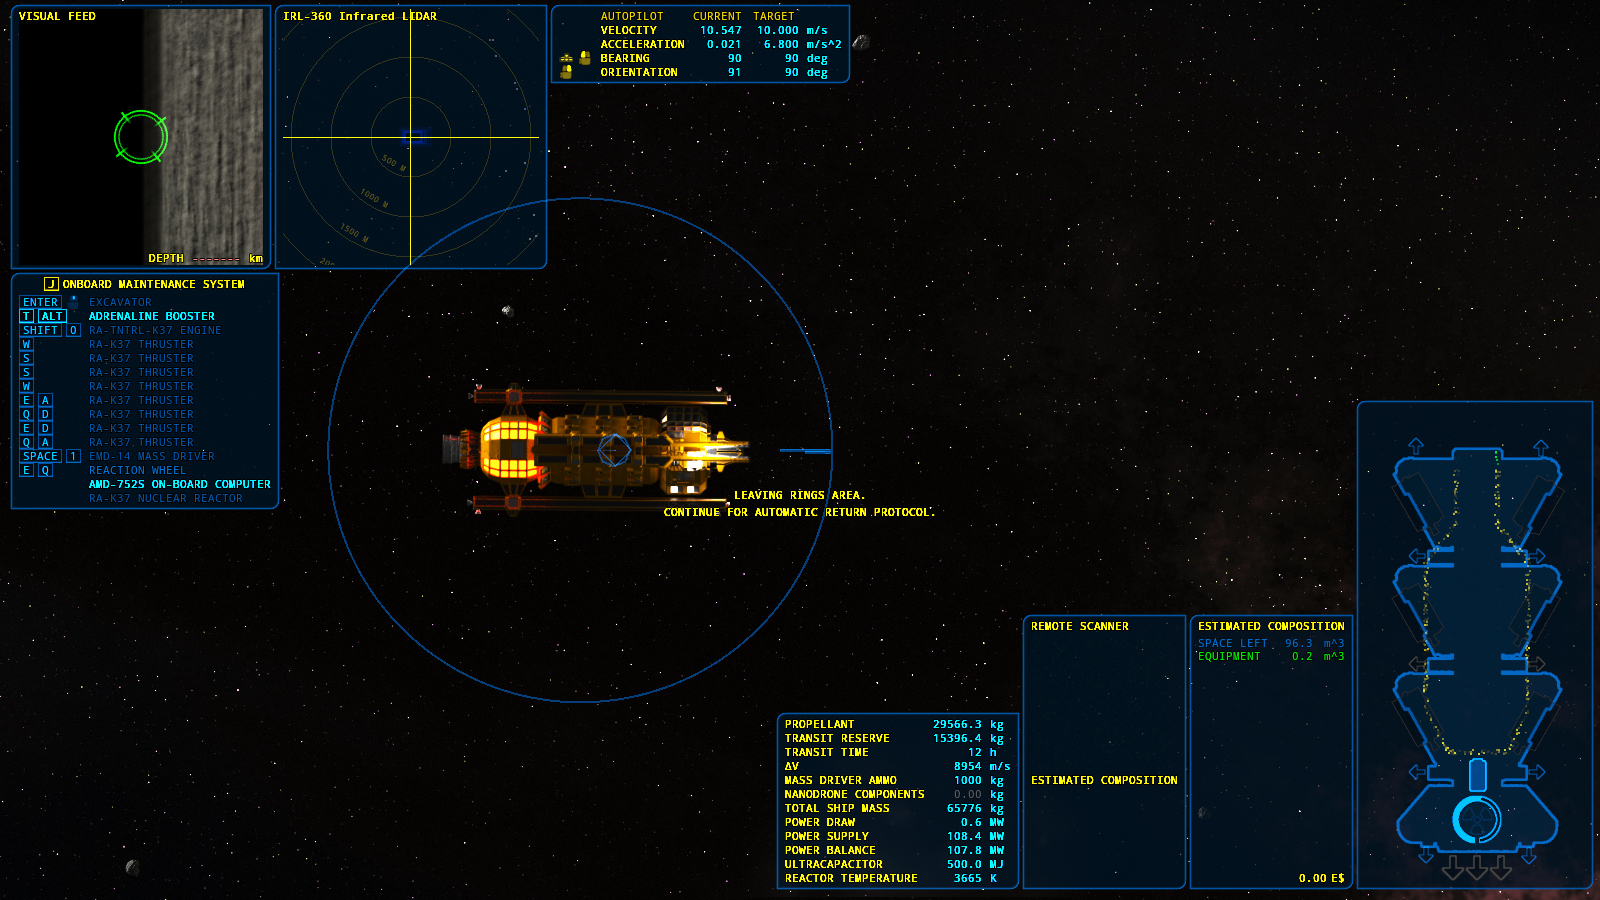 VISUAL FEED
DEPTH ------- km
IRL-360 Infrared LIDAR
500 M
1000 M
1500 M
AUTOPILOT CURRENT TARGET
VELOCITY 10.547 10.000 m/s
ACCELERATION 0.021 6.800 m/s^2
BEARING 90 90 deg
ORIENTATION 91 90 deg
J ONBOARD MAINTENANCE SYSTEM
ENTER EXCAVATOR
T ALT ADRENALINE BOOSTER
SHIFT 0 RA-TNTRL-K37 ENGINE
W RA-K37 THRUSTER
S RA-K37 THRUSTER
S RA-K37 THRUSTER
W RA-K37 THRUSTER
E A RA-K37 THRUSTER
Q D RA-K37 THRUSTER
E D RA-K37 THRUSTER
Q A RA-K37 THRUSTER
SPACE 1 EMD-14 MASS DRIVER
E Q REACTION WHEEL
AMD-752S ON-BOARD COMPUTER
RA-K37 NUCLEAR REACTOR
LEAVING RINGS AREA.
CONTINUE FOR AUTOMATIC RETURN PROTOCOL.
PROPELLANT 29566.3 kg
TRANSIT RESERVE 15396.4 kg
TRANSIT TIME 12 h
ΔV 8954 m/s
MASS DRIVER AMMO 1000 kg
NANODRONE COMPONENTS 0.00 kg
TOTAL SHIP MASS 65776 kg
POWER DRAW 0.6 MW
POWER SUPPLY 108.4 MW
POWER BALANCE 107.8 MW
ULTRACAPACITOR 500.0 MJ
REACTOR TEMPERATURE 3665 K
REMOTE SCANNER
ESTIMATED COMPOSITION
ESTIMATED COMPOSITION
SPACE LEFT 96.3 m^3
EQUIPMENT 0.2 m^3
0.00 E$